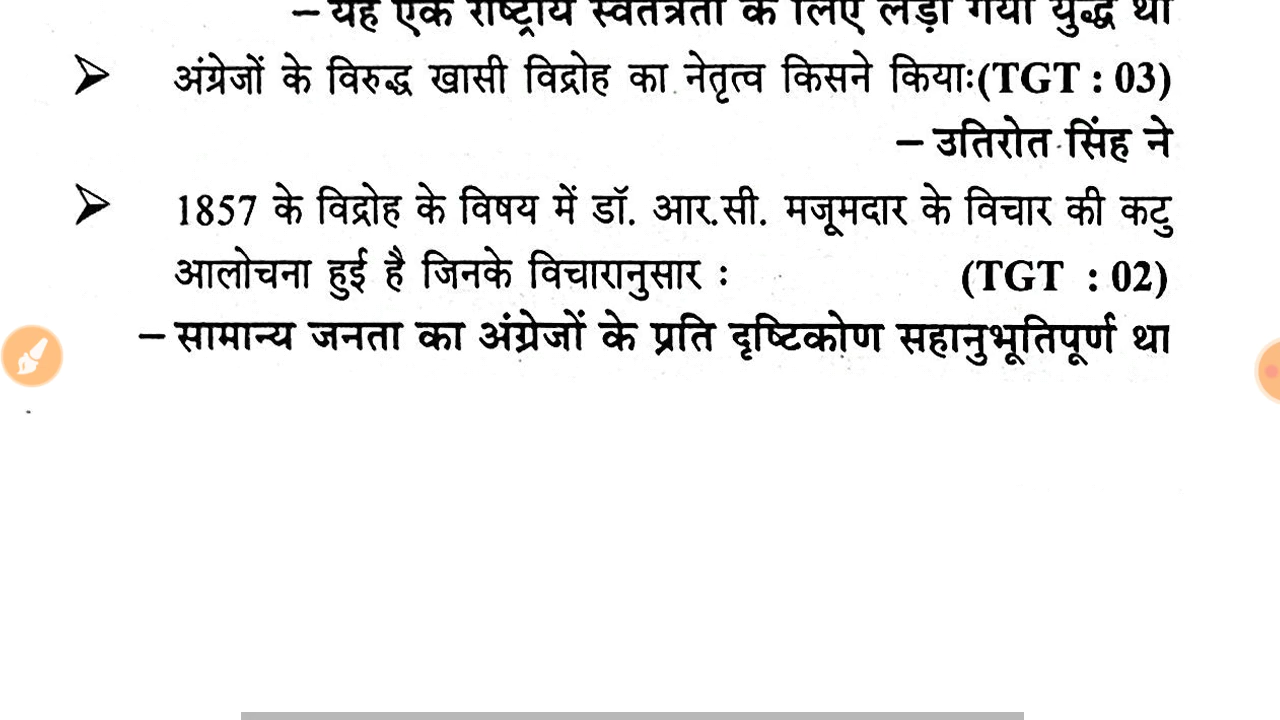 – यह एक राष्ट्रीय स्वतंत्रता के लिए लड़ा गया युद्ध था
➢ अंग्रेजों के विरुद्ध खासी विद्रोह का नेतृत्व किसने कियाः(TGT : 03)
– उतिरोत सिंह ने
➢ 1857 के विद्रोह के विषय में डॉ. आर.सी. मजूमदार के विचार की कटु
आलोचना हुई है जिनके विचारानुसार : (TGT : 02)
– सामान्य जनता का अंग्रेजों के प्रति दृष्टिकोण सहानुभूतिपूर्ण था